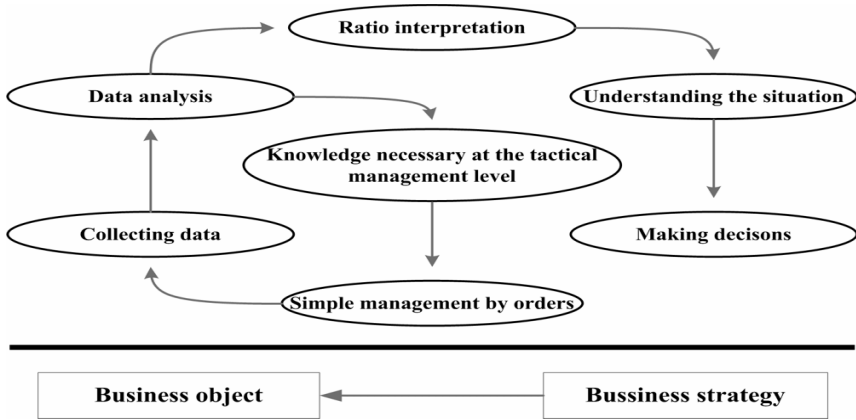 Ratio interpretation
Data analysis
Understanding the situation
Knowledge necessary at the tactical
management level
Collecting data
Making decisons
Simple management by orders
Business object
Bussiness strategy